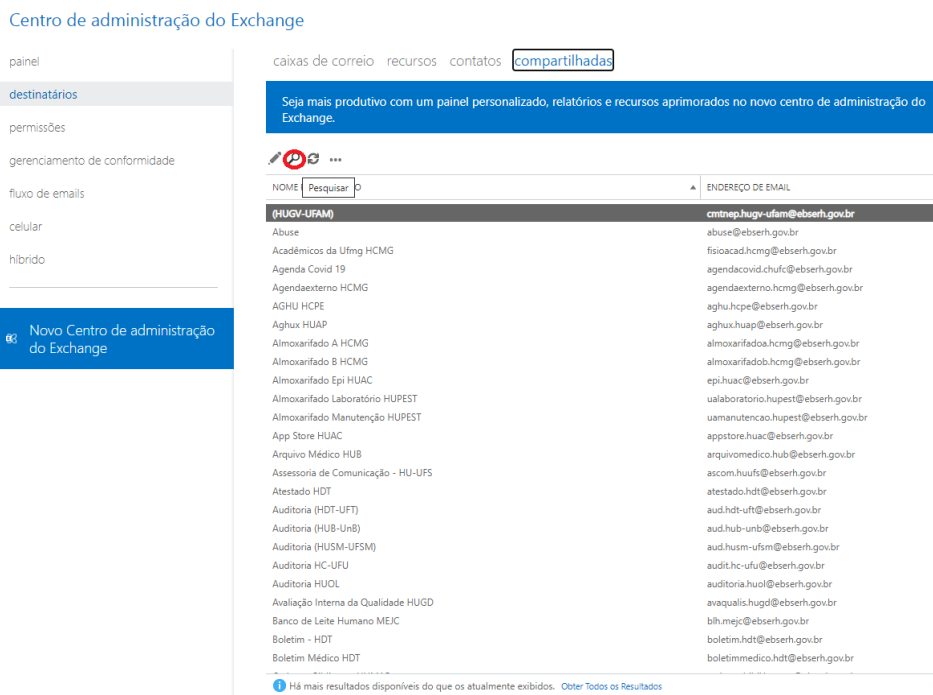 Centro de administração do Exchange
painel
destinatários
permissões
gerenciamento de conformidade
fluxo de emails
celular
híbrido
Novo Centro de administração
do Exchange
caixas de correio recursos contatos compartilhadas
Seja mais produtivo com um painel personalizado, relatórios e recursos aprimorados no novo centro de administração do
Exchange.
NOME Pesquisar O ENDEREÇO DE EMAIL
(HUGV-UFAM) cmtnep.hugv-ufam@ebserh.gov.br
Abuse abuse@ebserh.gov.br
Acadêmicos da Ufmg HCMG fisioacad.hcmg@ebserh.gov.br
Agenda Covid 19 agendacovid.chufc@ebserh.gov.br
Agendaexterno HCMG agendaexterno.hcmg@ebserh.gov.br
AGHU HCPE aghu.hcpe@ebserh.gov.br
Aghux HUAP aghux.huap@ebserh.gov.br
Almoxarifado A HCMG almoxarifadoa.hcmg@ebserh.gov.br
Almoxarifado B HCMG almoxarifadob.hcmg@ebserh.gov.br
Almoxarifado Epi HUAC epi.huac@ebserh.gov.br
Almoxarifado Laboratório HUPEST ualaboratorio.hupest@ebserh.gov.br
Almoxarifado Manutenção HUPEST uamanutencao.hupest@ebserh.gov.br
App Store HUAC appstore.huac@ebserh.gov.br
Arquivo Médico HUB arquivomedico.hub@ebserh.gov.br
Assessoria de Comunicação - HU-UFS ascom.huufs@ebserh.gov.br
Atestado HDT atestado.hdt@ebserh.gov.br
Auditoria (HDT-UFT) aud.hdt-uft@ebserh.gov.br
Auditoria (HUB-UnB) aud.hub-unb@ebserh.gov.br
Auditoria (HUSM-UFSM) aud.husm-ufsm@ebserh.gov.br
Auditoria HC-UFU audit.hc-ufu@ebserh.gov.br
Auditoria HUOL auditoria.huol@ebserh.gov.br
Avaliação Interna da Qualidade HUGD avaqualis.hugd@ebserh.gov.br
Banco de Leite Humano MEJC blh.mejc@ebserh.gov.br
Boletim - HDT boletim.hdt@ebserh.gov.br
Boletim Médico HDT boletimmedico.hdt@ebserh.gov.br
Há mais resultados disponíveis do que os atualmente exibidos. Obter Todos os Resultados